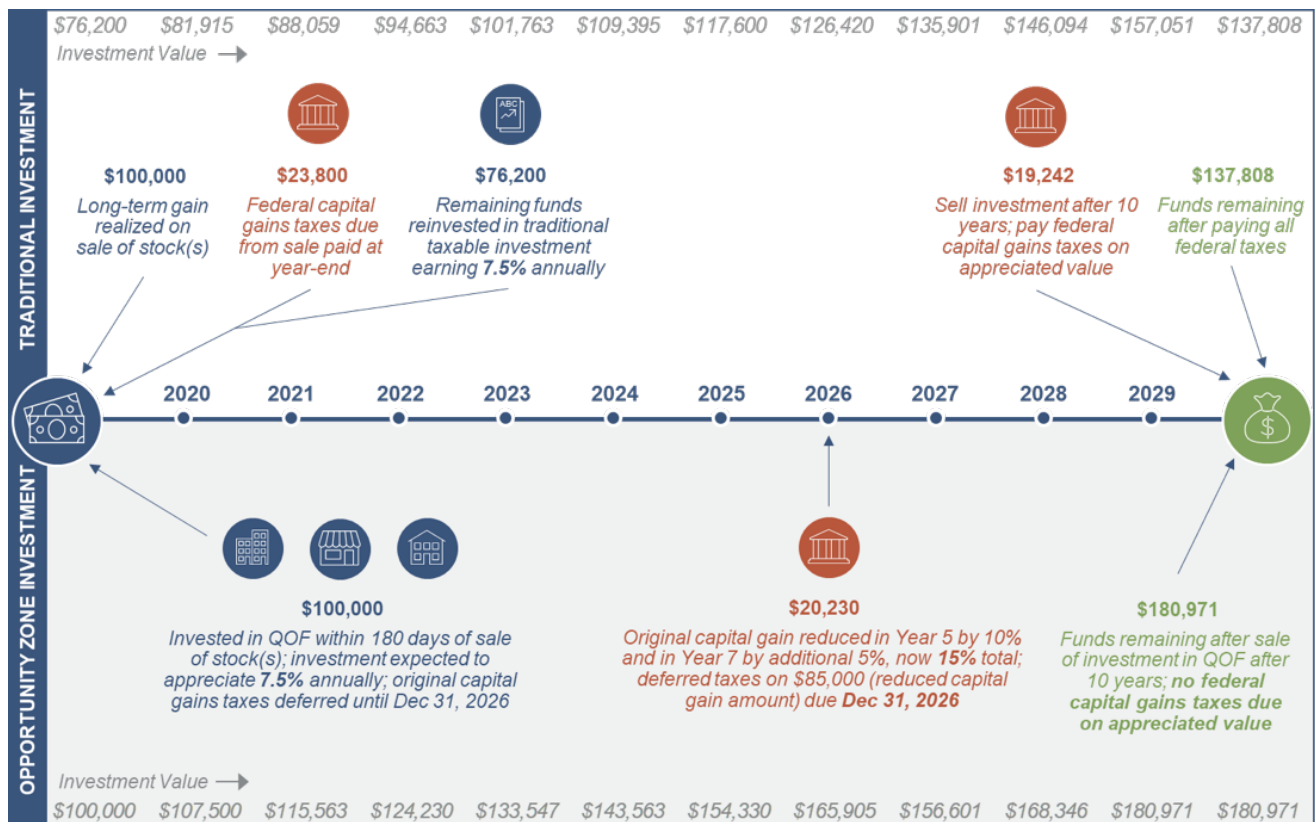 $76,200 $81,915 $88,059 $94,663 $101,763 $109,395 $117,600 $126,420 $135,901 $146,094 $157,051 $137,808
Investment Value
TRADITIONAL INVESTMENT
ABC
$100,000
Long-term gain
realized on
sale of stock(s)
$23,800
Federal capital
gains taxes due
from sale paid at
year-end
$76,200
Remaining funds
reinvested in traditional
taxable investment
earning 7.5% annually
$19,242
Sell investment after 10
years; pay federal
capital gains taxes on
appreciated value
$137,808
Funds remaining
after paying all
federal taxes
2020 2021 2022 2023 2024 2025 2026 2027 2028 2029
$
OPPORTUNITY ZONE INVESTMENT
$100,000
Invested in QOF within 180 days of sale
of stock(s); investment expected to
appreciate 7.5% annually; original capital
gains taxes deferred until Dec 31, 2026
$20,230
Original capital gain reduced in Year 5 by 10%
and in Year 7 by additional 5%, now 15% total;
deferred taxes on $85,000 (reduced capital
gain amount) due Dec 31, 2026
$180,971
Funds remaining after sale
of investment in QOF after
10 years; no federal
capital gains taxes due
on appreciated value
Investment Value
$100,000 $107,500 $115,563 $124,230 $133,547 $143,563 $154,330 $165,905 $156,601 $168,346 $180,971 $180,971